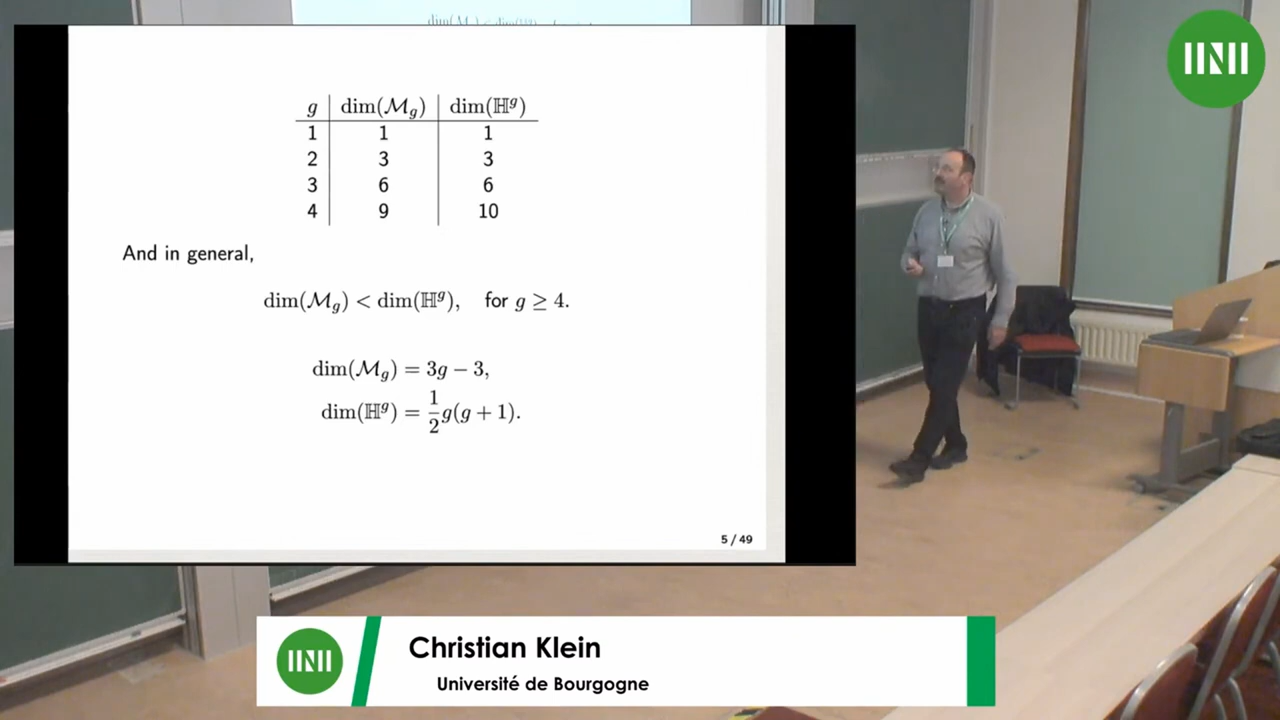 g dim(ℳ_g) dim(ℍ^g)
1 1 1
2 3 3
3 6 6
4 9 10
And in general,
dim(ℳ_g) < dim(ℍ^g), for g ≥ 4.
dim(ℳ_g) = 3g − 3,
dim(ℍ^g) = 1/2 g(g + 1).
5 / 49
Christian Klein
Université de Bourgogne